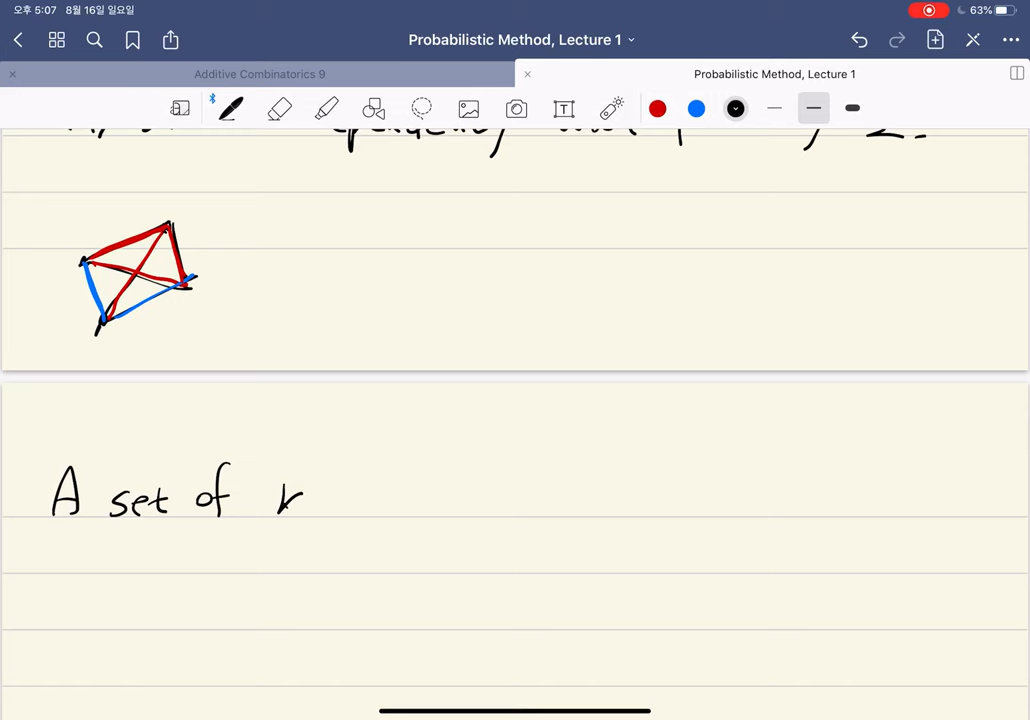 오후 5:07 8월 16일 일요일
63%
Probabilistic Method, Lecture 1
Additive Combinatorics 9
Probabilistic Method, Lecture 1
A set of k